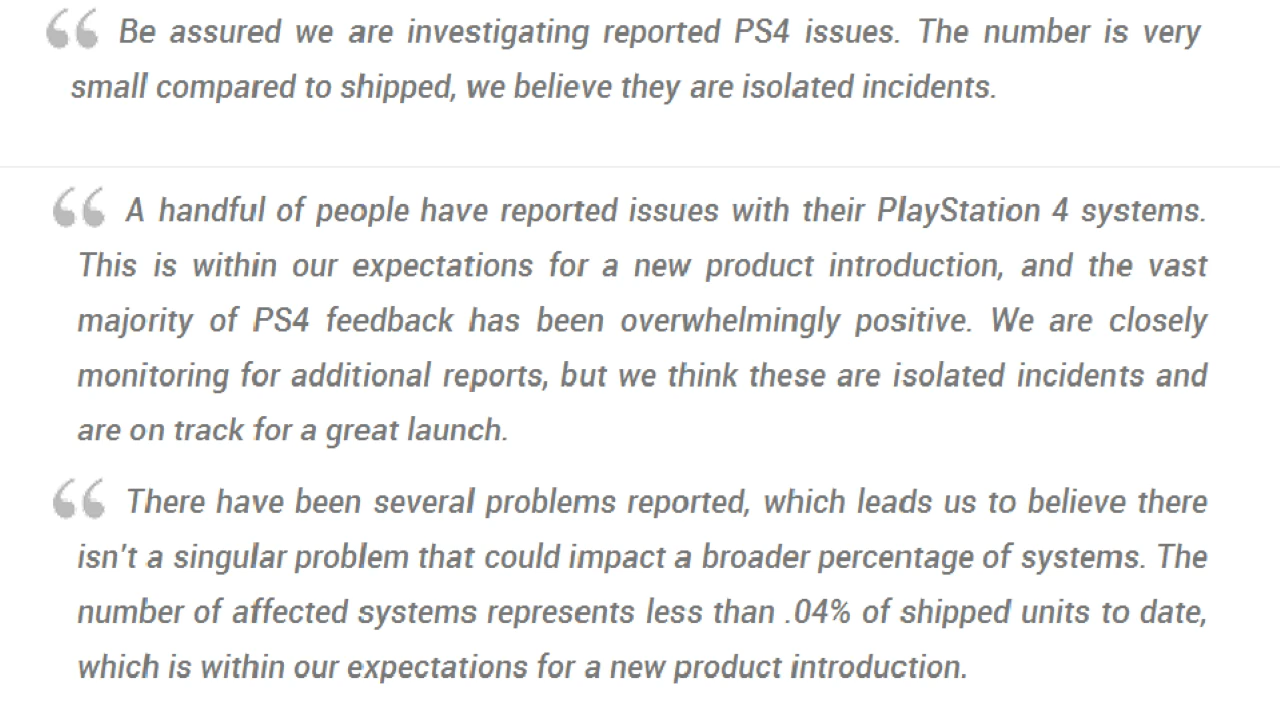 “ Be assured we are investigating reported PS4 issues. The number is very
small compared to shipped, we believe they are isolated incidents.
“ A handful of people have reported issues with their PlayStation 4 systems.
This is within our expectations for a new product introduction, and the vast
majority of PS4 feedback has been overwhelmingly positive. We are closely
monitoring for additional reports, but we think these are isolated incidents and
are on track for a great launch.
“ There have been several problems reported, which leads us to believe there
isn't a singular problem that could impact a broader percentage of systems. The
number of affected systems represents less than .04% of shipped units to date,
which is within our expectations for a new product introduction.